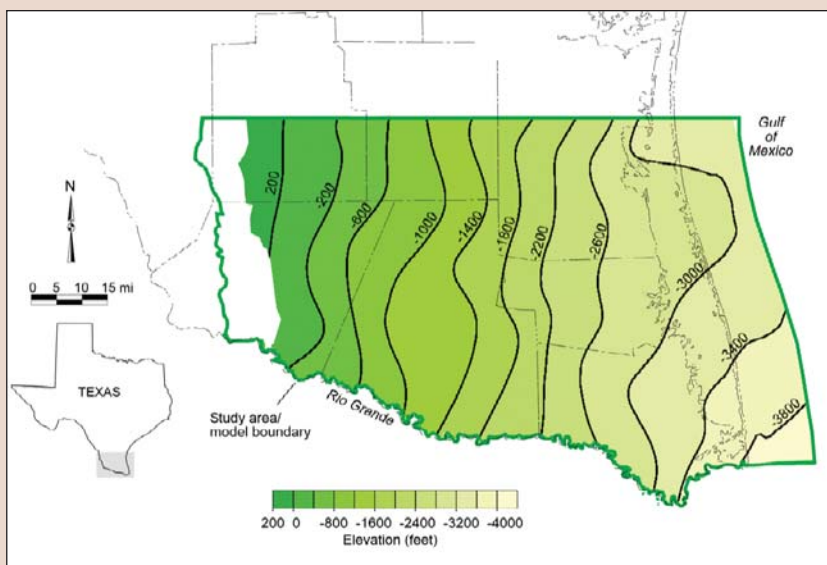 Gulf
of
Mexico
200
-200
-600
-1000
-1400
-1800
-2200
-2600
-3000
-3400
-3800
N
0 5 10 15 mi
TEXAS
Study area/
model boundary
Rio Grande
200 0 -800 -1600 -2400 -3200 -4000
Elevation (feet)